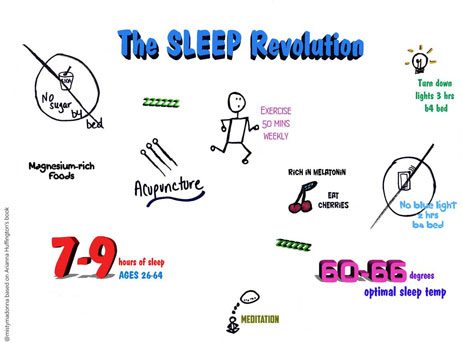 The SLEEP Revolution
No
sugar
b4
bed
Turn down
lights 3 hrs
b4 bed
zzzzzzz
EXERCISE
50 MINS
WEEKLY
Magnesium-rich
Foods
Acupuncture
RICH IN MELATONIN
EAT
CHERRIES
No blue light
2 hrs
b4 bed
7-9 hours of sleep
AGES 26-64
zzzzzz
60-66 degrees
optimal sleep temp
MEDITATION
@mistymadonna based on Arianna Huffington's book